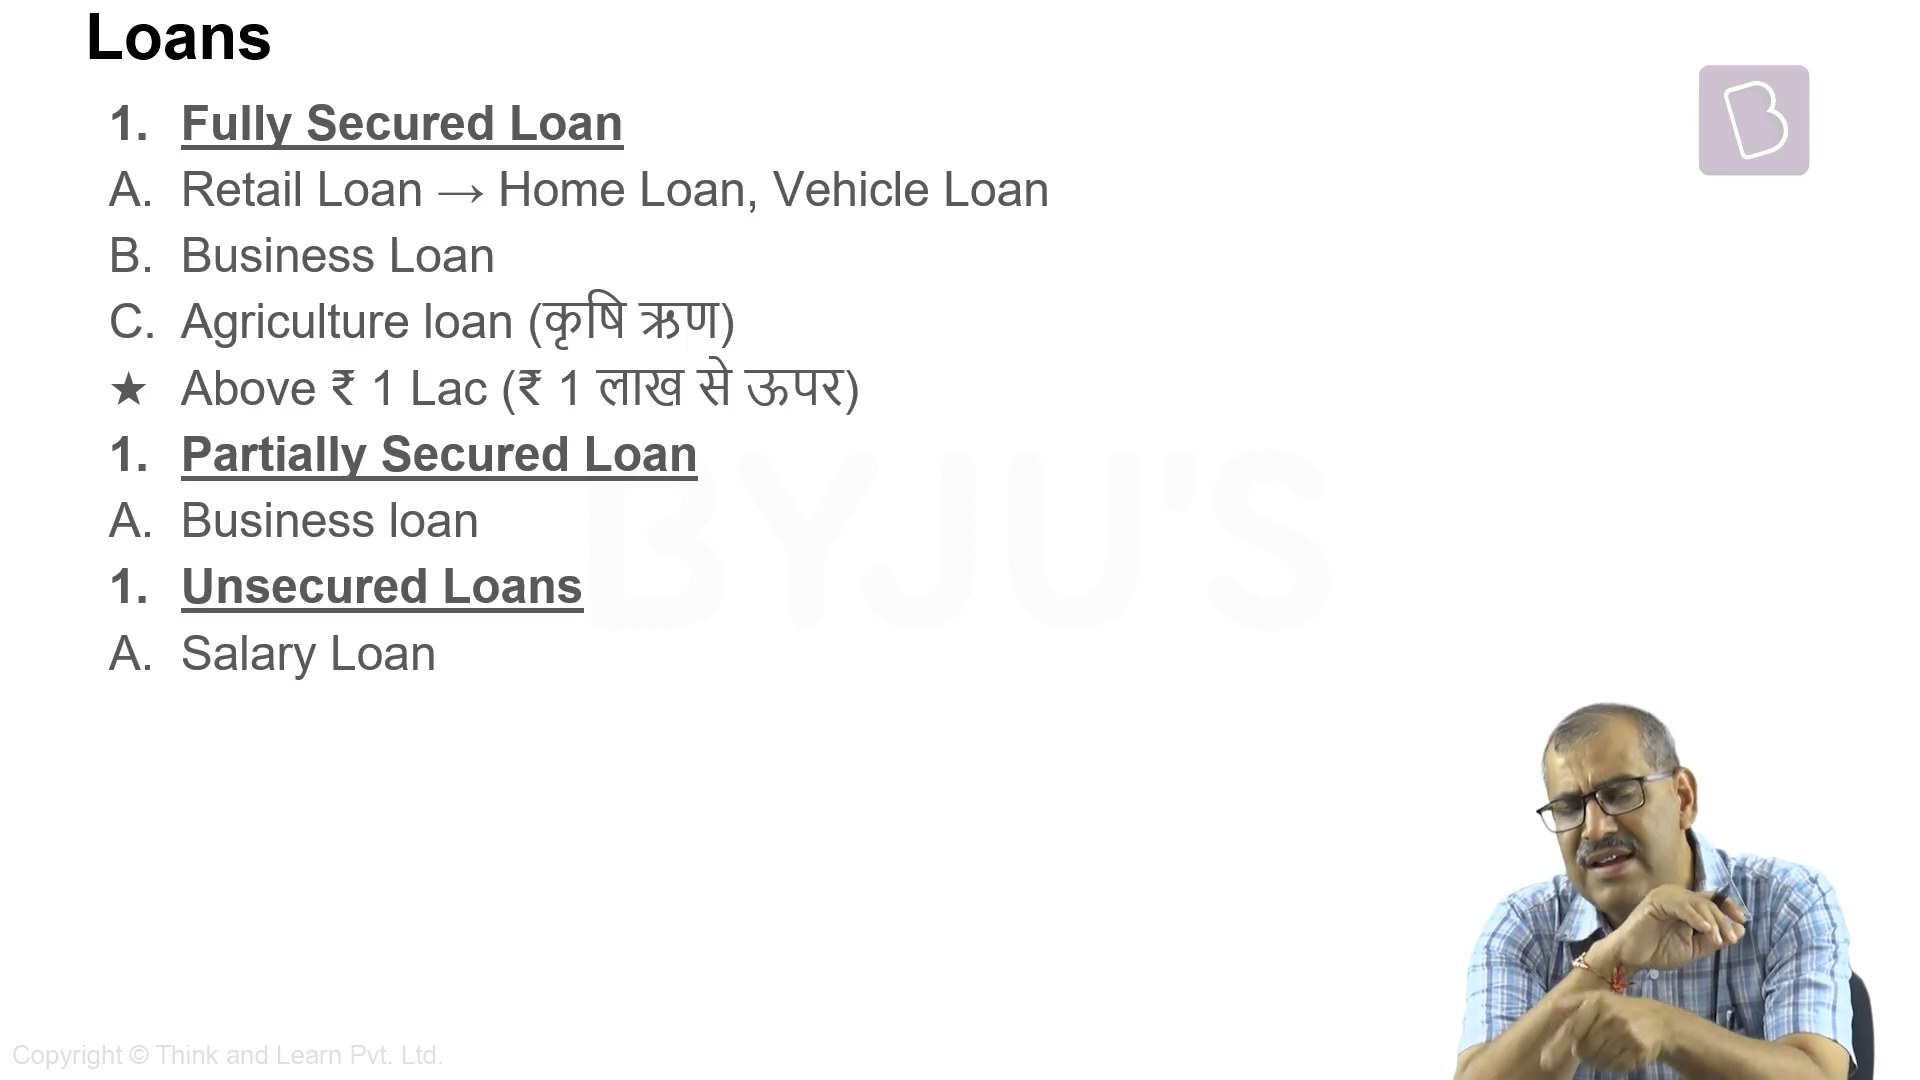 Loans
1. Fully Secured Loan
A. Retail Loan → Home Loan, Vehicle Loan
B. Business Loan
C. Agriculture loan (कृषि ऋण)
★ Above ₹ 1 Lac (₹ 1 लाख से ऊपर)
1. Partially Secured Loan
A. Business loan
1. Unsecured Loans
A. Salary Loan
BYJU'S
Copyright © Think and Learn Pvt. Ltd.